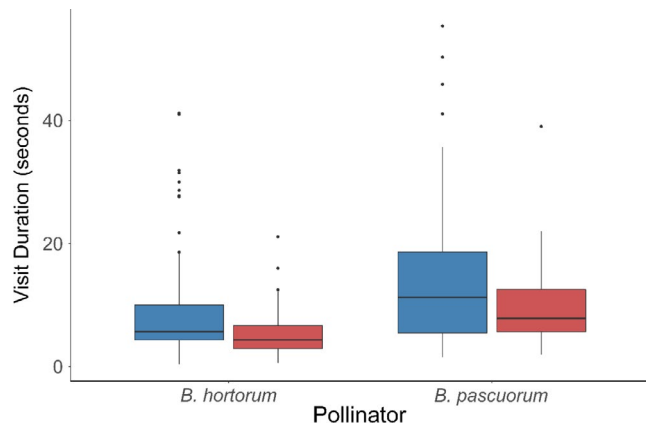 Visit Duration (seconds)
40
20
0
B. hortorum
B. pascuorum
Pollinator